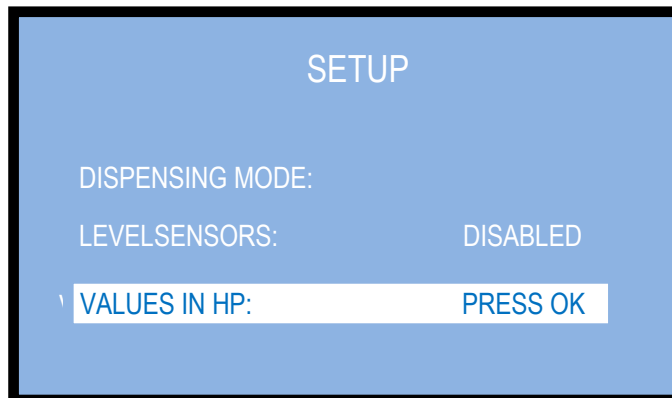 SETUP
DISPENSING MODE:
LEVELSENSORS: DISABLED
VALUES IN HP: PRESS OK